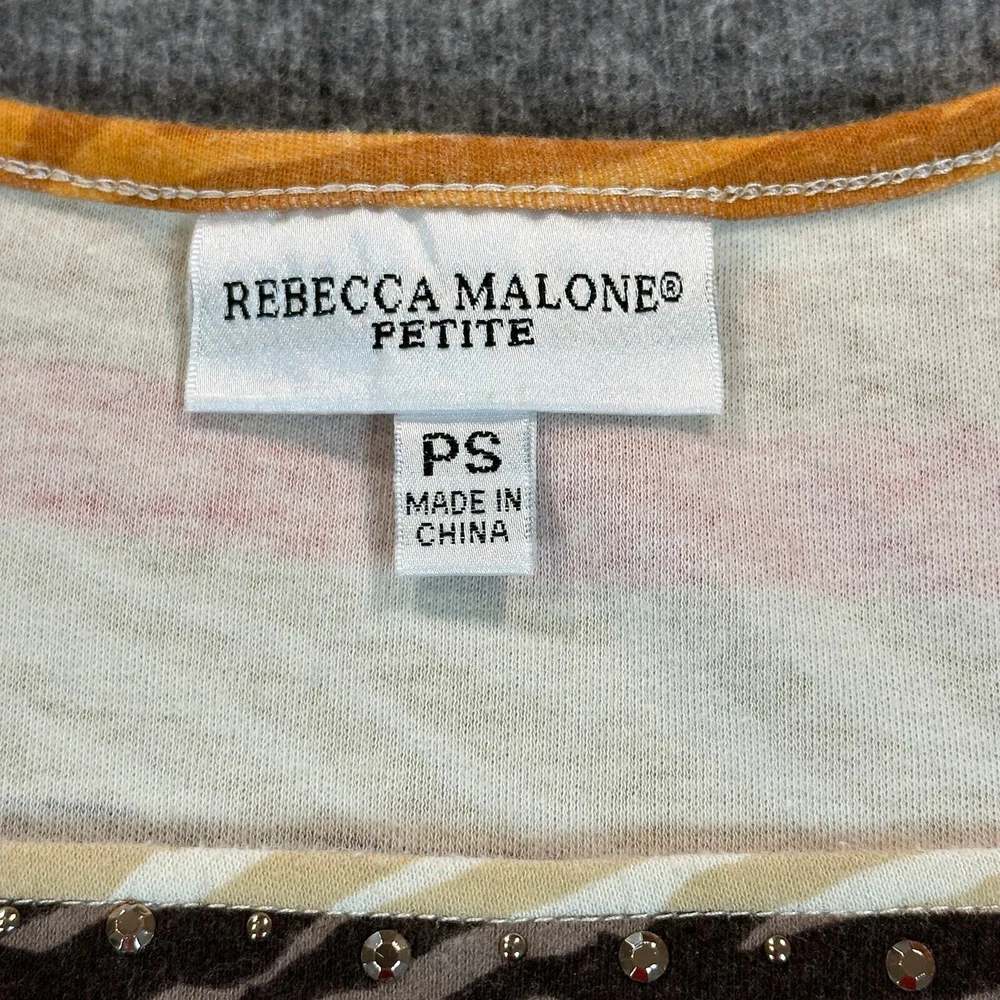 REBECCA MALONE®
PETITE
PS
MADE IN
CHINA